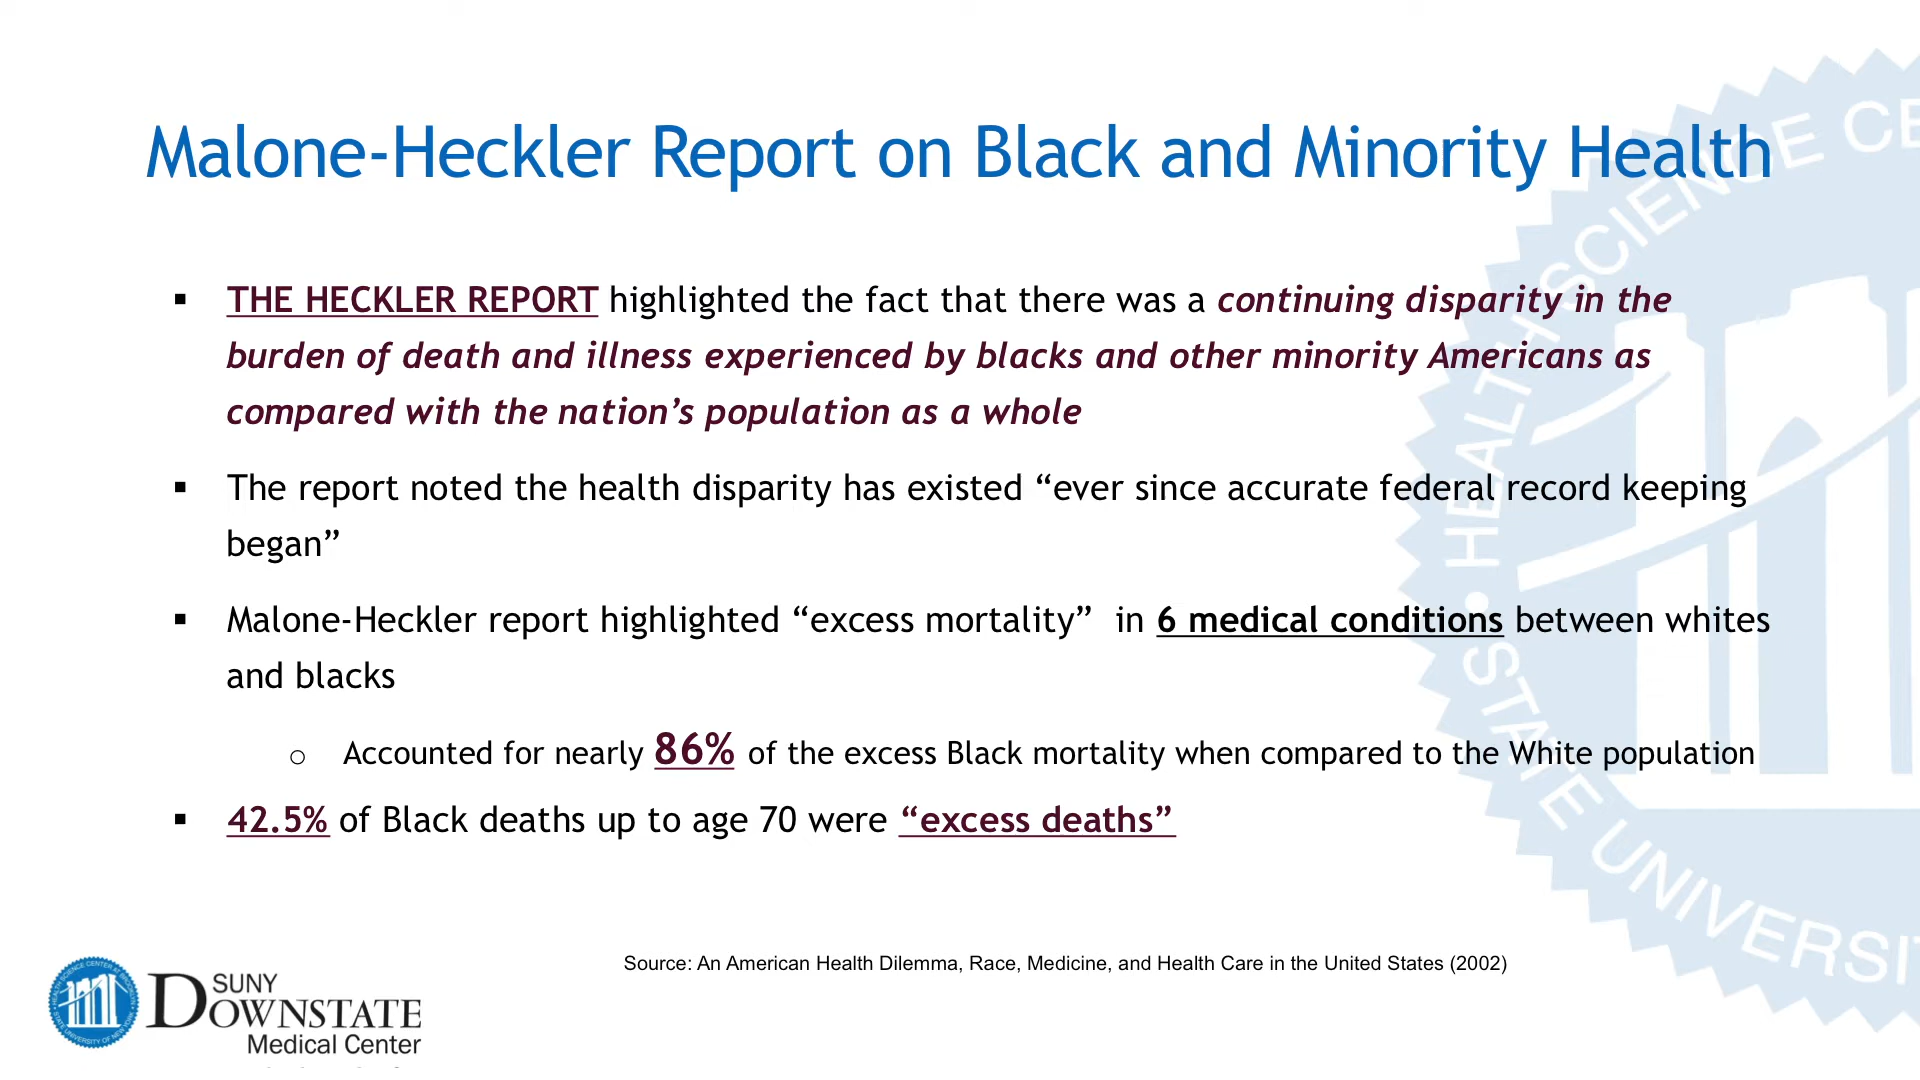 Malone-Heckler Report on Black and Minority Health
▪ THE HECKLER REPORT highlighted the fact that there was a continuing disparity in the
burden of death and illness experienced by blacks and other minority Americans as
compared with the nation’s population as a whole
▪ The report noted the health disparity has existed “ever since accurate federal record keeping
began”
▪ Malone-Heckler report highlighted “excess mortality” in 6 medical conditions between whites
and blacks
o Accounted for nearly 86% of the excess Black mortality when compared to the White population
▪ 42.5% of Black deaths up to age 70 were “excess deaths”
Source: An American Health Dilemma, Race, Medicine, and Health Care in the United States (2002)
SUNY
DOWNSTATE
Medical Center
• HEALTH SCIENCE CE
• STATE UNIVERSI